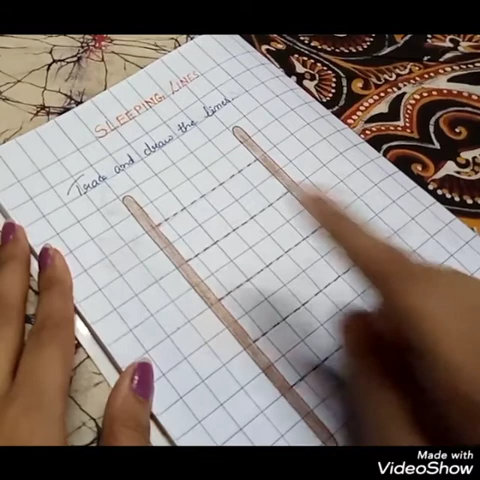 SLEEPING LINES
Trace and draw the lines.
Made with
VideoShow